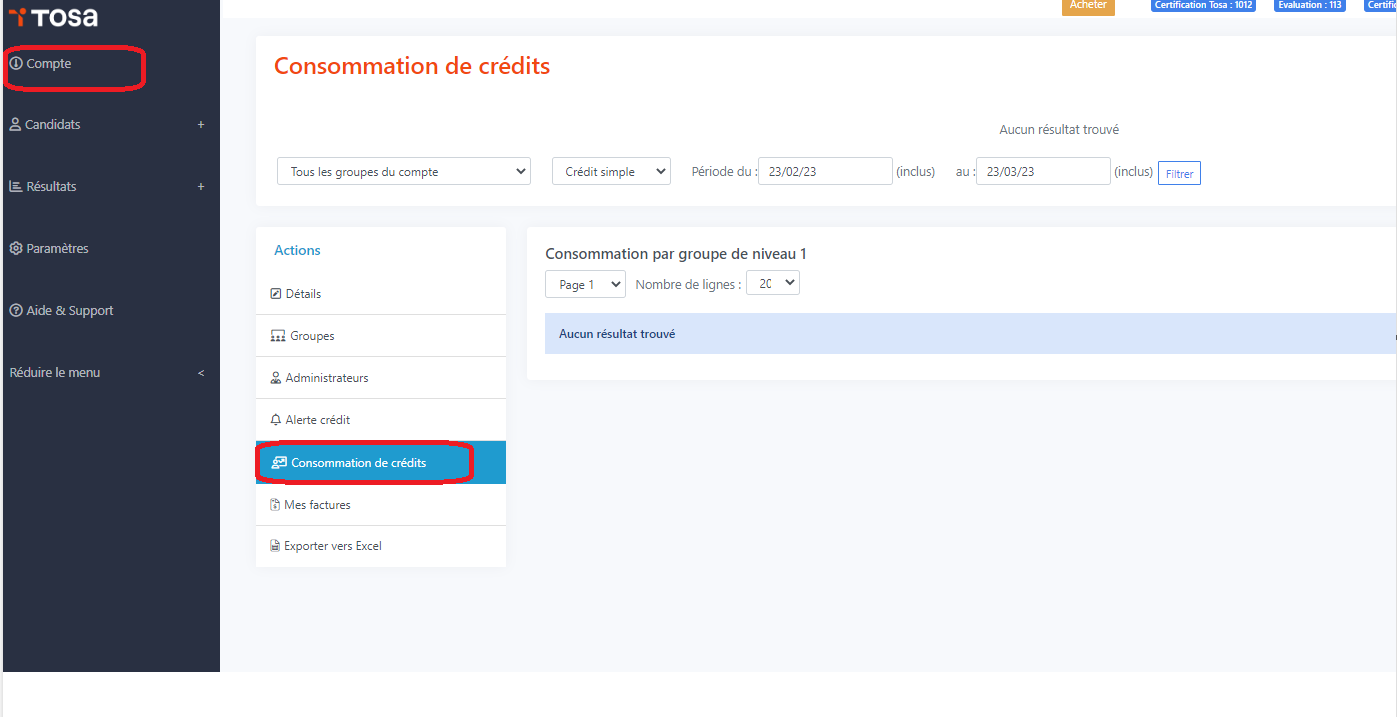 TOSA
Acheter
Certification Tosa : 1012
Evaluation : 113
Compte
Candidats +
Résultats +
Paramètres
Aide & Support
Réduire le menu <
Consommation de crédits
Aucun résultat trouvé
Tous les groupes du compte
Crédit simple
Période du : 23/02/23 (inclus) au : 23/03/23 (inclus) Filtrer
Actions
Détails
Groupes
Administrateurs
Alerte crédit
Consommation de crédits
Mes factures
Exporter vers Excel
Consommation par groupe de niveau 1
Page 1 Nombre de lignes :
Aucun résultat trouvé